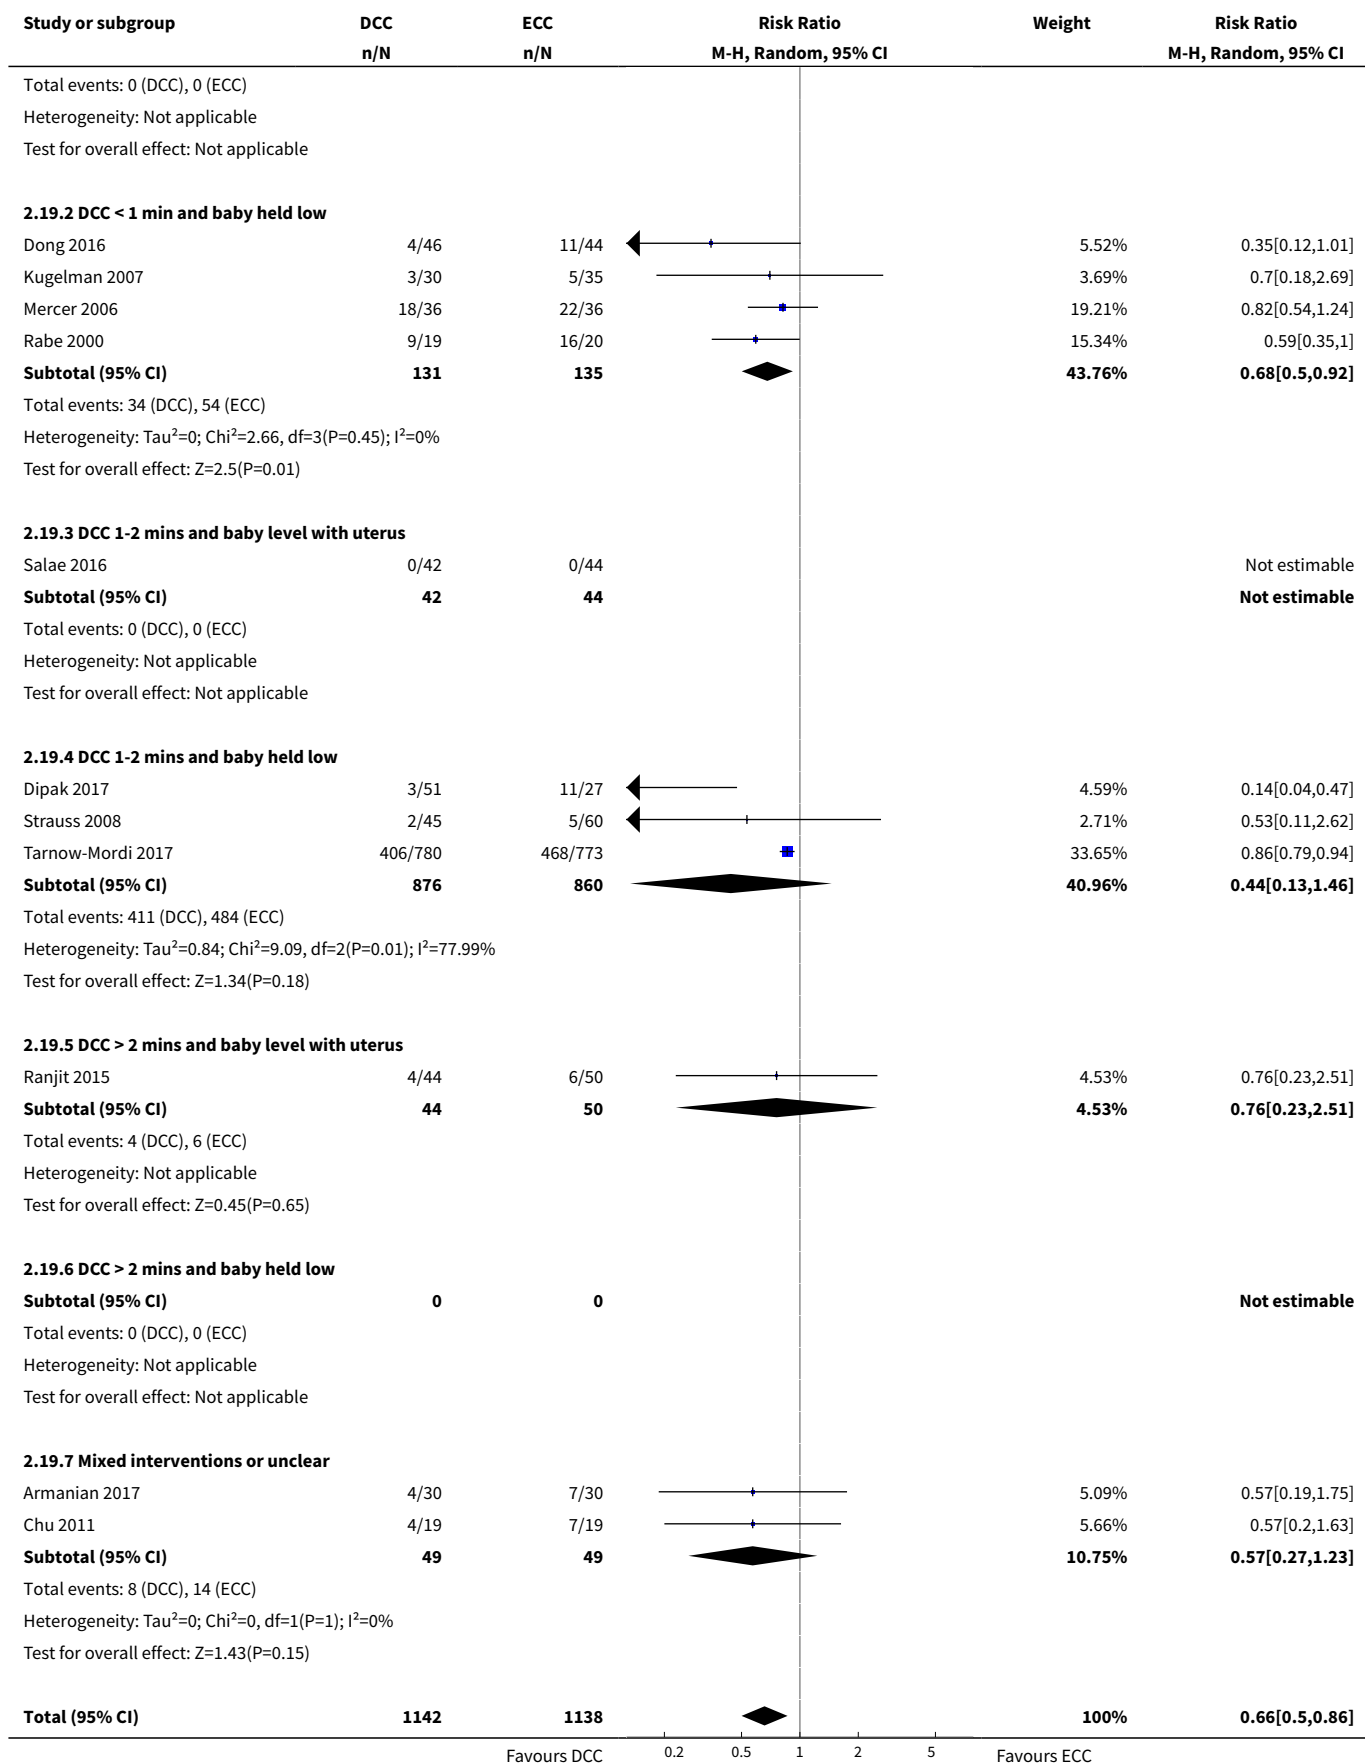 Study or subgroup DCC ECC Risk Ratio Weight Risk Ratio
n/N n/N M-H, Random, 95% CI M-H, Random, 95% CI
Total events: 0 (DCC), 0 (ECC)
Heterogeneity: Not applicable
Test for overall effect: Not applicable
2.19.2 DCC < 1 min and baby held low
Dong 2016 4/46 11/44 5.52% 0.35[0.12,1.01]
Kugelman 2007 3/30 5/35 3.69% 0.7[0.18,2.69]
Mercer 2006 18/36 22/36 19.21% 0.82[0.54,1.24]
Rabe 2000 9/19 16/20 15.34% 0.59[0.35,1]
Subtotal (95% CI) 131 135 43.76% 0.68[0.5,0.92]
Total events: 34 (DCC), 54 (ECC)
Heterogeneity: Tau²=0; Chi²=2.66, df=3(P=0.45); I²=0%
Test for overall effect: Z=2.5(P=0.01)
2.19.3 DCC 1-2 mins and baby level with uterus
Salae 2016 0/42 0/44 Not estimable
Subtotal (95% CI) 42 44 Not estimable
Total events: 0 (DCC), 0 (ECC)
Heterogeneity: Not applicable
Test for overall effect: Not applicable
2.19.4 DCC 1-2 mins and baby held low
Dipak 2017 3/51 11/27 4.59% 0.14[0.04,0.47]
Strauss 2008 2/45 5/60 2.71% 0.53[0.11,2.62]
Tarnow-Mordi 2017 406/780 468/773 33.65% 0.86[0.79,0.94]
Subtotal (95% CI) 876 860 40.96% 0.44[0.13,1.46]
Total events: 411 (DCC), 484 (ECC)
Heterogeneity: Tau²=0.84; Chi²=9.09, df=2(P=0.01); I²=77.99%
Test for overall effect: Z=1.34(P=0.18)
2.19.5 DCC > 2 mins and baby level with uterus
Ranjit 2015 4/44 6/50 4.53% 0.76[0.23,2.51]
Subtotal (95% CI) 44 50 4.53% 0.76[0.23,2.51]
Total events: 4 (DCC), 6 (ECC)
Heterogeneity: Not applicable
Test for overall effect: Z=0.45(P=0.65)
2.19.6 DCC > 2 mins and baby held low
Subtotal (95% CI) 0 0 Not estimable
Total events: 0 (DCC), 0 (ECC)
Heterogeneity: Not applicable
Test for overall effect: Not applicable
2.19.7 Mixed interventions or unclear
Armanian 2017 4/30 7/30 5.09% 0.57[0.19,1.75]
Chu 2011 4/19 7/19 5.66% 0.57[0.2,1.63]
Subtotal (95% CI) 49 49 10.75% 0.57[0.27,1.23]
Total events: 8 (DCC), 14 (ECC)
Heterogeneity: Tau²=0; Chi²=0, df=1(P=1); I²=0%
Test for overall effect: Z=1.43(P=0.15)
Total (95% CI) 1142 1138 100% 0.66[0.5,0.86]
Favours DCC 0.2 0.5 1 2 5 Favours ECC